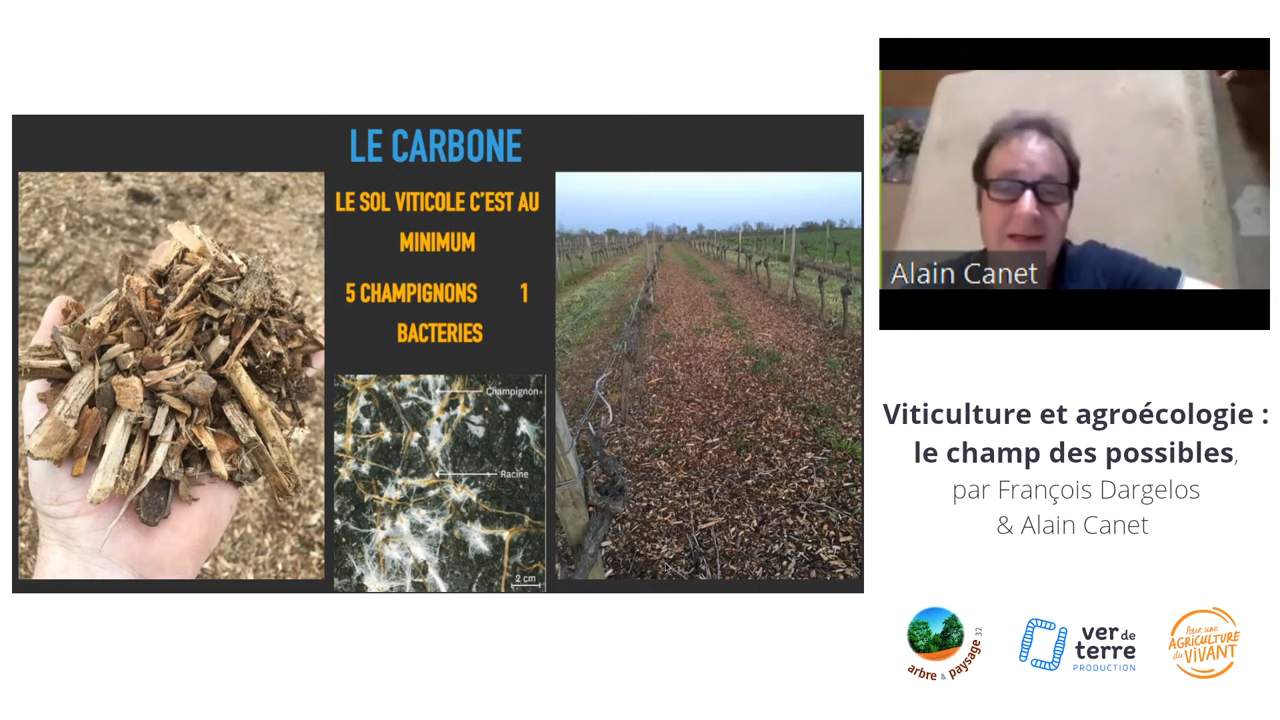 LE CARBONE
LE SOL VITICOLE C'EST AU
MINIMUM
5 CHAMPIGNONS 1
BACTERIES
Champignon
Racine
2 cm
Alain Canet
Viticulture et agroécologie :
le champ des possibles,
par François Dargelos
& Alain Canet
arbre & paysage 32
ver de
terre
PRODUCTION
Pour une
AGRICULTURE
du VIVANT